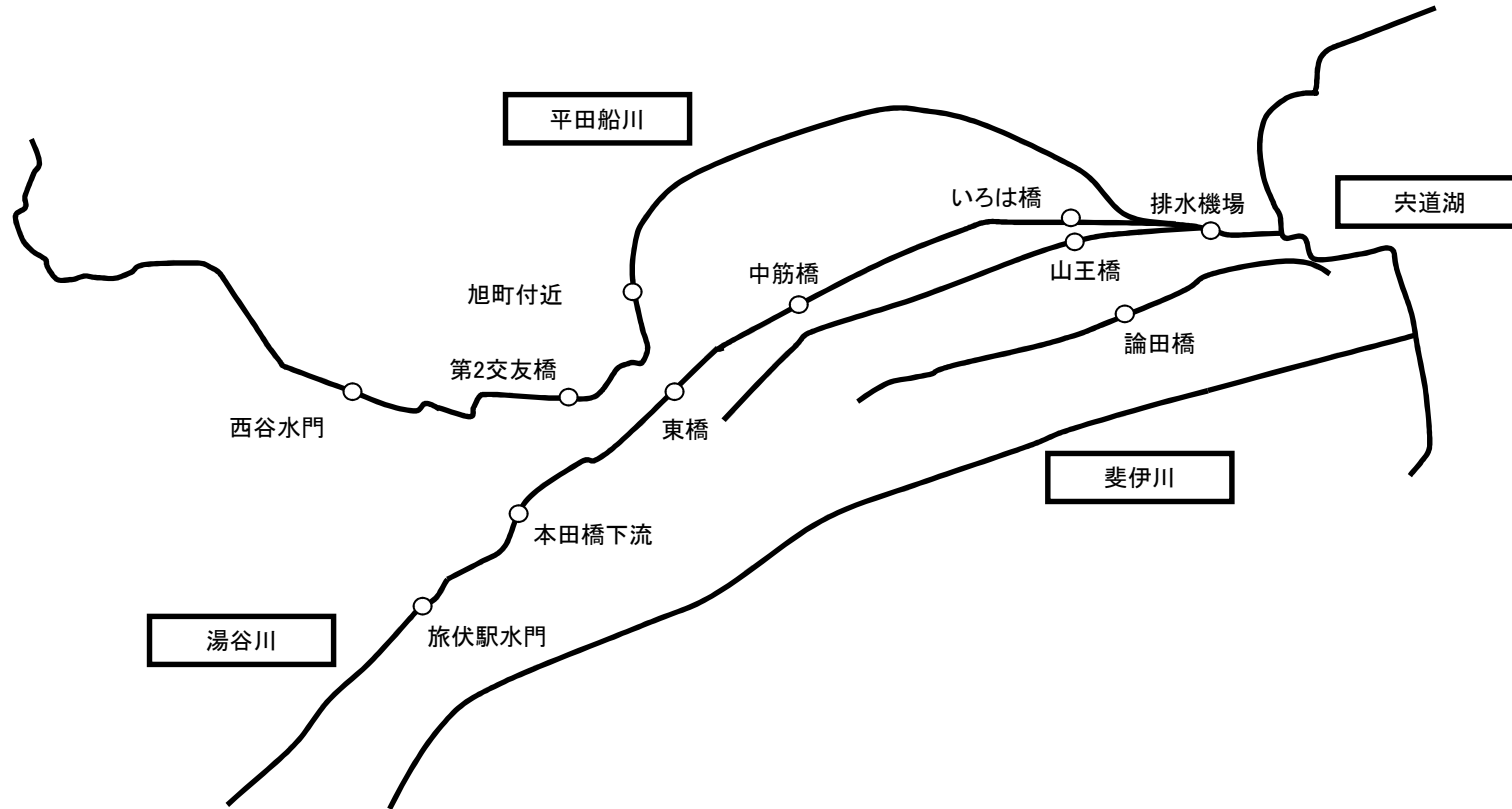 平田船川
宍道湖
いろは橋
排水機場
山王橋
中筋橋
旭町付近
論田橋
第2交友橋
西谷水門
東橋
斐伊川
本田橋下流
湯谷川
旅伏駅水門